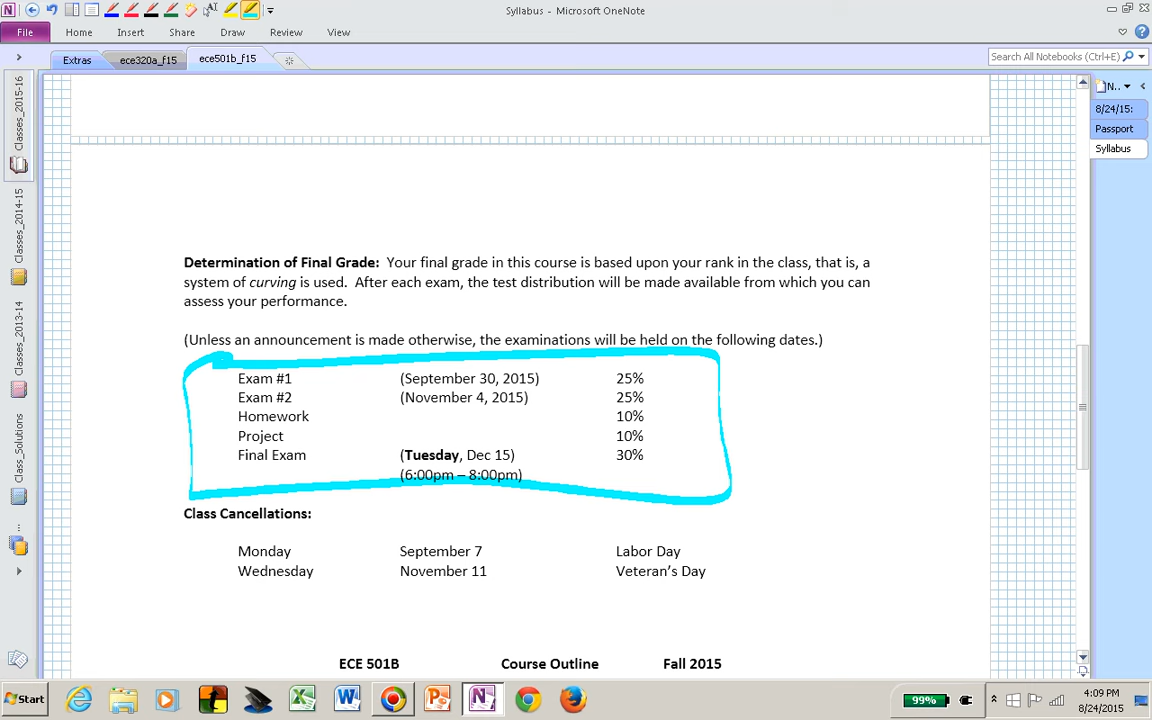 Syllabus - Microsoft OneNote
File Home Insert Share Draw Review View
Extras ece320a_f15 ece501b_f15
Search All Notebooks (Ctrl+E)
N..
8/24/15:
Passport
Syllabus
Classes_2015-16
Classes_2014-15
Classes_2013-14
Class_Solutions
Determination of Final Grade: Your final grade in this course is based upon your rank in the class, that is, a
system of curving is used. After each exam, the test distribution will be made available from which you can
assess your performance.
(Unless an announcement is made otherwise, the examinations will be held on the following dates.)
Exam #1 (September 30, 2015) 25%
Exam #2 (November 4, 2015) 25%
Homework 10%
Project 10%
Final Exam (Tuesday, Dec 15) 30%
(6:00pm – 8:00pm)
Class Cancellations:
Monday September 7 Labor Day
Wednesday November 11 Veteran's Day
ECE 501B Course Outline Fall 2015
Start
99%
4:09 PM
8/24/2015